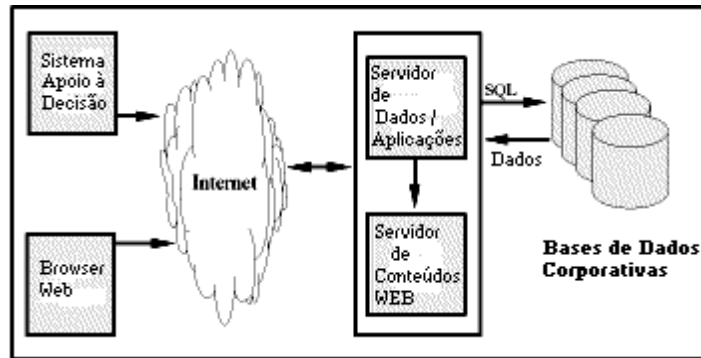 Sistema
Apoio à
Decisão
Browser
Web
Internet
Servidor
de
Dados /
Aplicações
Servidor
de
Conteúdos
WEB
SQL
Dados
Bases de Dados
Corporativas